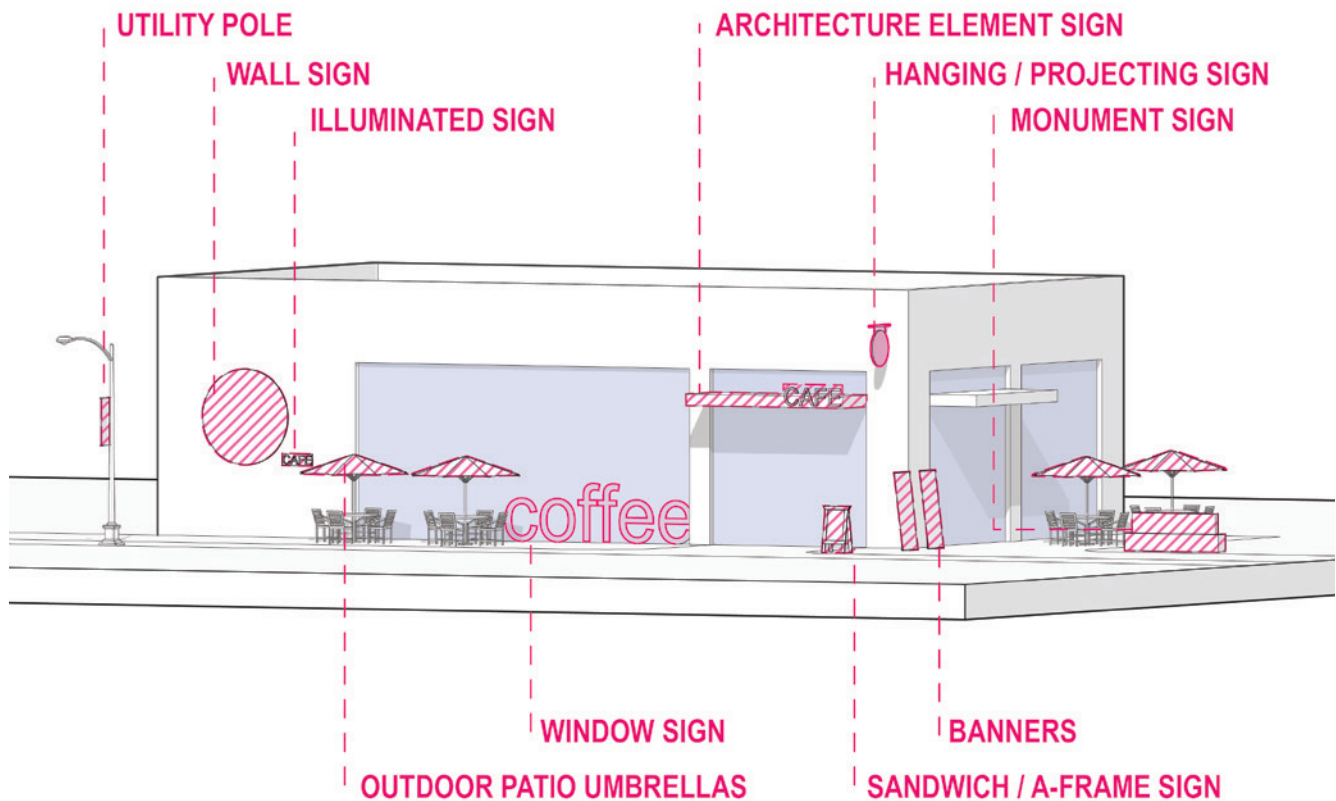 UTILITY POLE
ARCHITECTURE ELEMENT SIGN
WALL SIGN
HANGING / PROJECTING SIGN
ILLUMINATED SIGN
MONUMENT SIGN
CAFE
CAFE
coffee
WINDOW SIGN
BANNERS
OUTDOOR PATIO UMBRELLAS
SANDWICH / A-FRAME SIGN